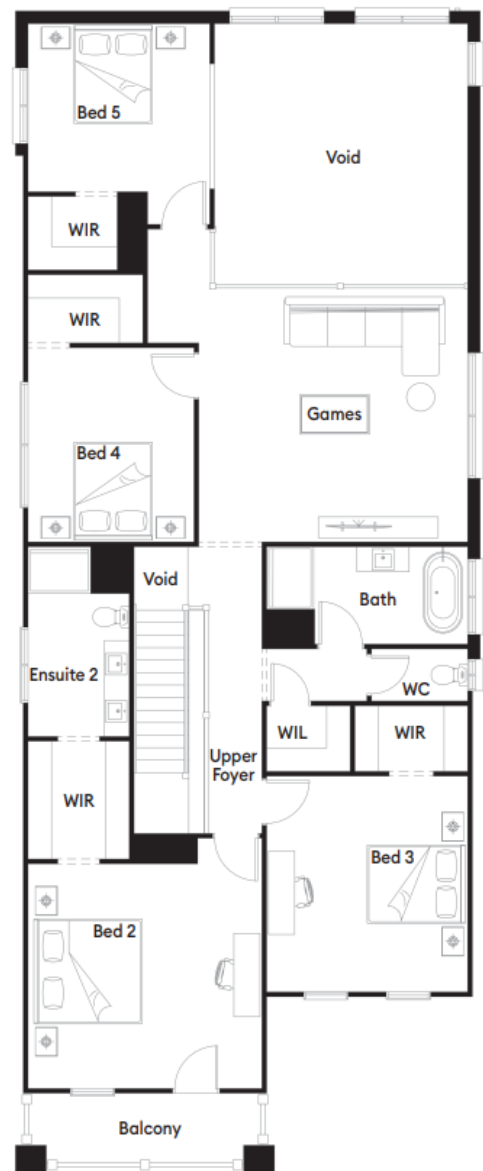 Bed 5
Void
WIR
WIR
Games
Bed 4
Void
Bath
Ensuite 2
WC
WIL
WIR
Upper
Foyer
WIR
Bed 3
Bed 2
Balcony